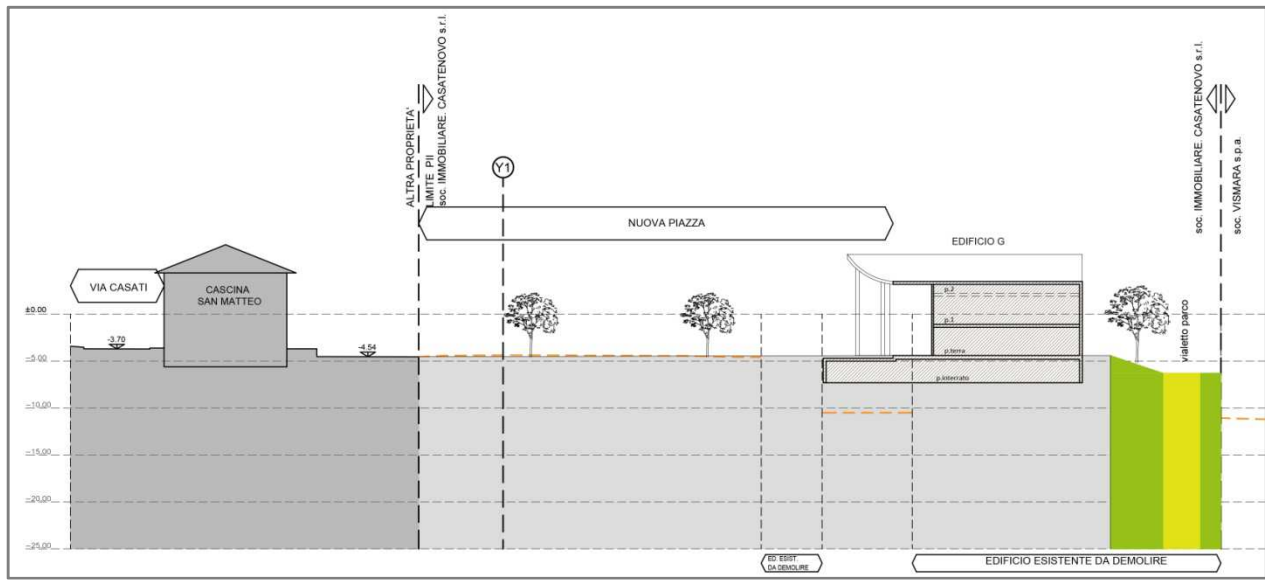 ALTRA PROPRIETA'
LIMITE PII
soc. IMMOBILIARE. CASATENOVO s.r.l.
soc. IMMOBILIARE. CASATENOVO s.r.l.
soc. VISMARA s.p.a.
Y1
NUOVA PIAZZA
EDIFICIO G
VIA CASATI
CASCINA
SAN MATTEO
p.2
p.1
p.terra
p.interrato
vialetto parco
-3.70
-4.54
±0.00
-5.00
-10.00
-15.00
-20.00
-25.00
ED. ESIST.
DA DEMOLIRE
EDIFICIO ESISTENTE DA DEMOLIRE